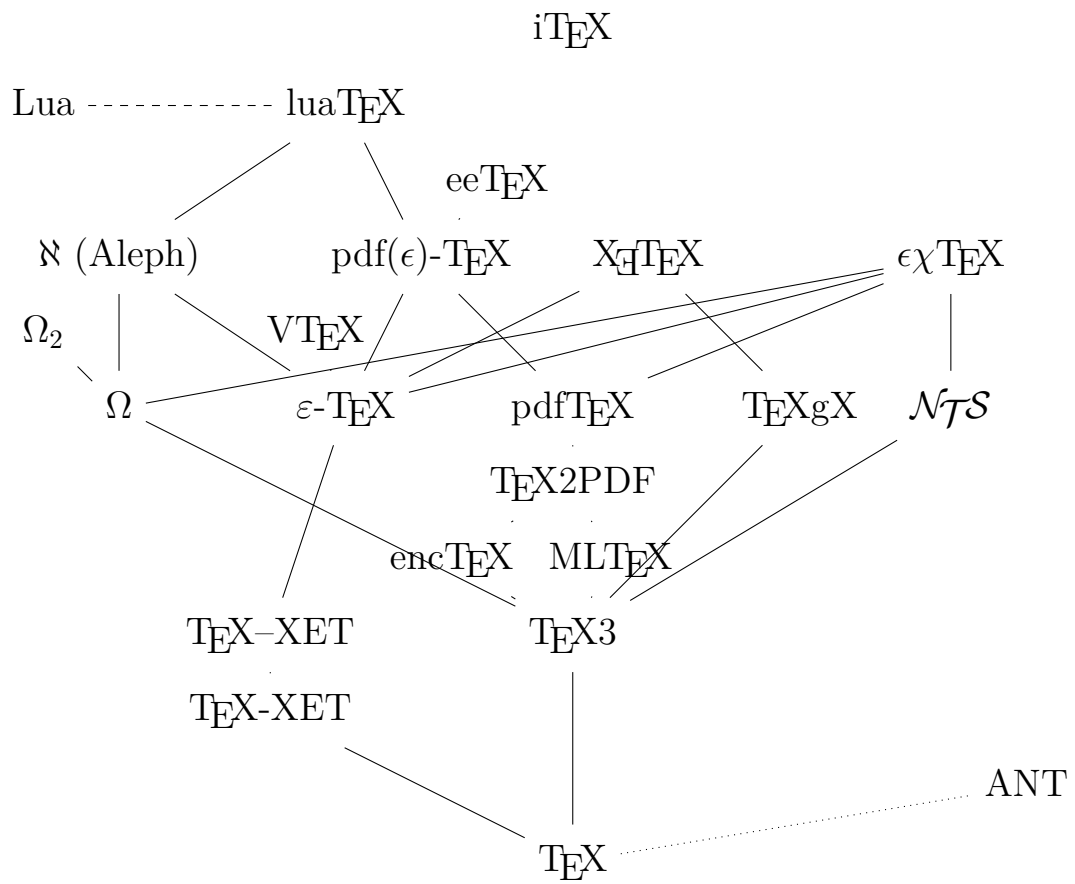 iTEX
Lua luaTEX
eeTEX
ℵ (Aleph) pdf(ϵ)-TEX XƎTEX ϵχTEX
Ω2 VTEX
Ω ε-TEX pdfTEX TEXgX NTS
TEX2PDF
encTEX MLTEX
TEX–XET TEX3
TEX-XET
ANT
TEX